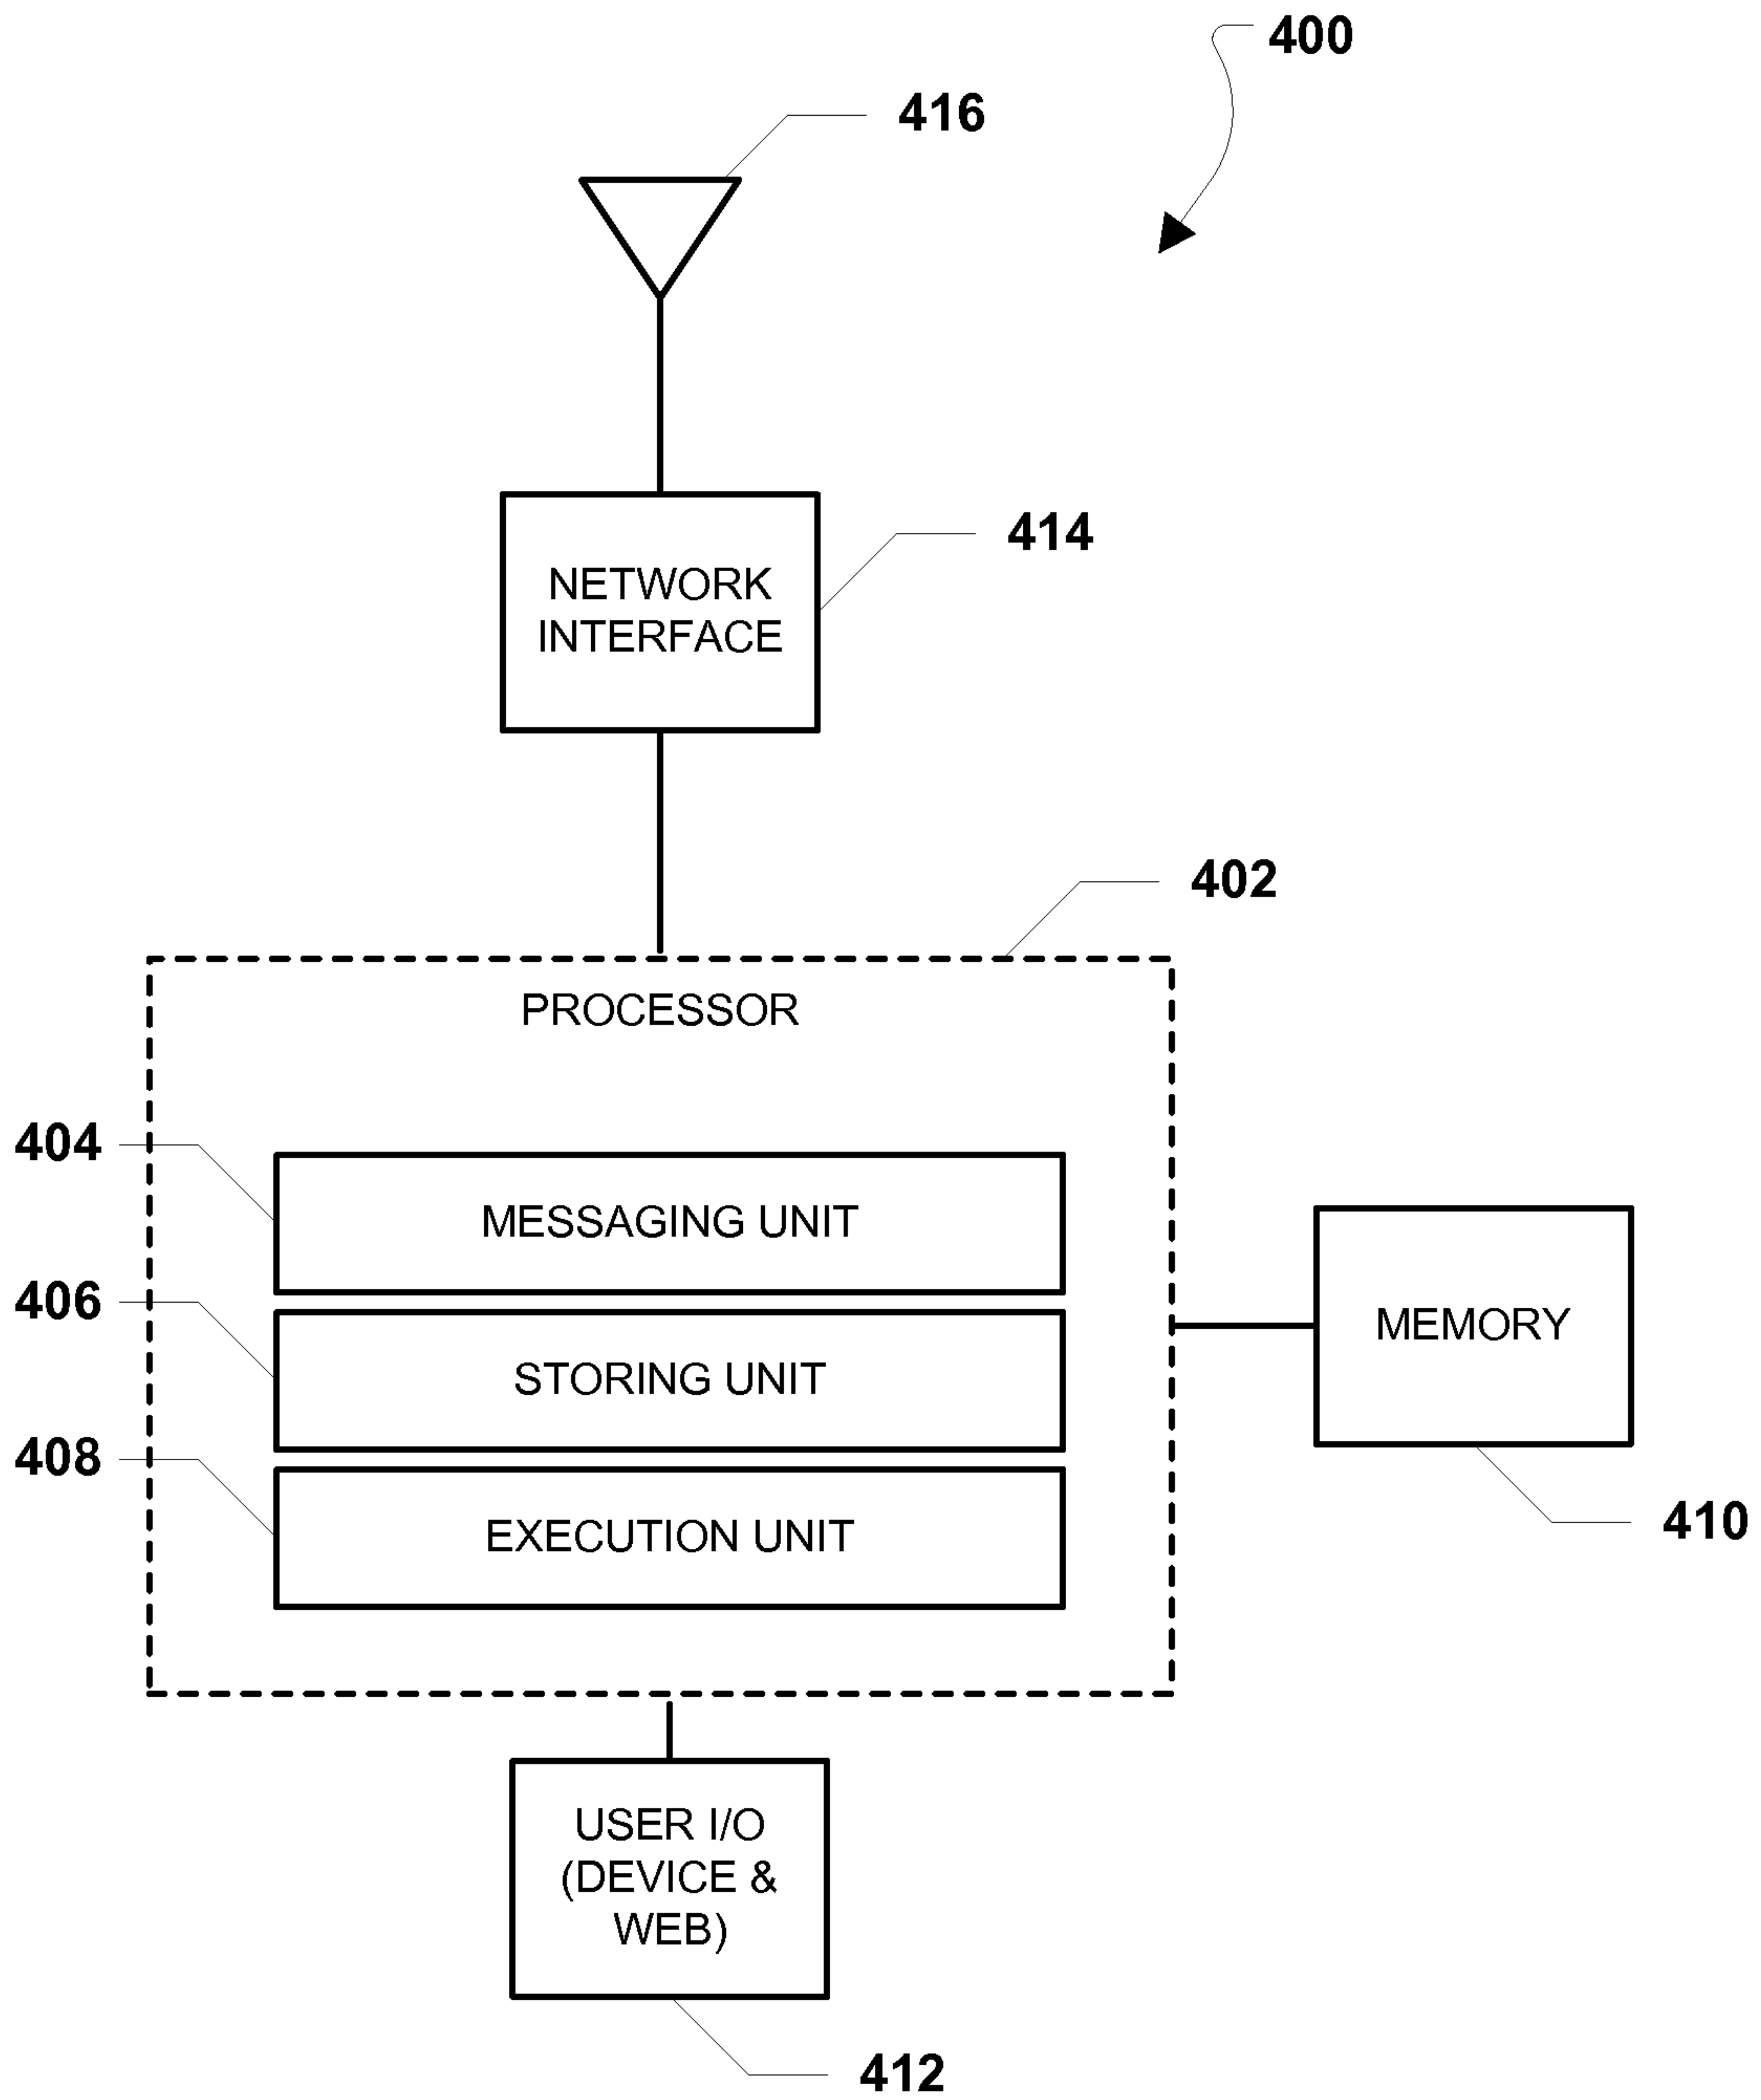 400
416
414
NETWORK
INTERFACE
402
PROCESSOR
404
MESSAGING UNIT
406
STORING UNIT
MEMORY
408
EXECUTION UNIT
410
USER I/O
(DEVICE &
WEB)
412